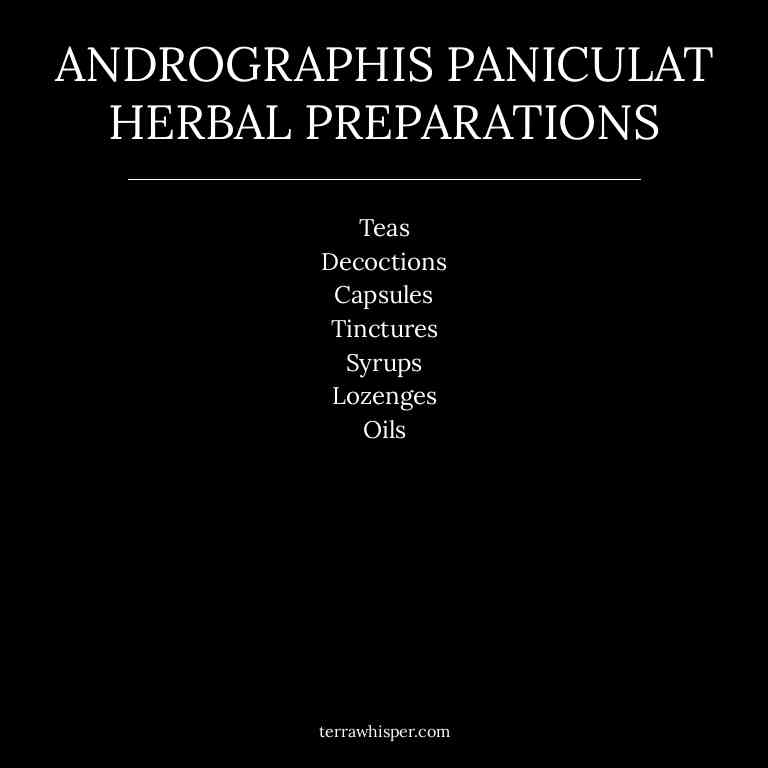 ANDROGRAPHIS PANICULAT
HERBAL PREPARATIONS
Teas
Decoctions
Capsules
Tinctures
Syrups
Lozenges
Oils
terrawhisper.com